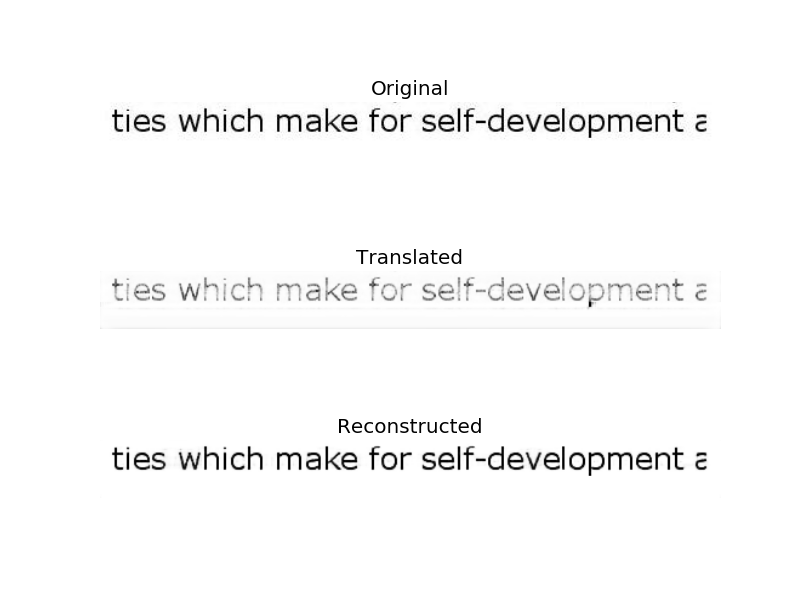 Original
ties which make for self-development a
Translated
ties which make for self-development a
Reconstructed
ties which make for self-development a